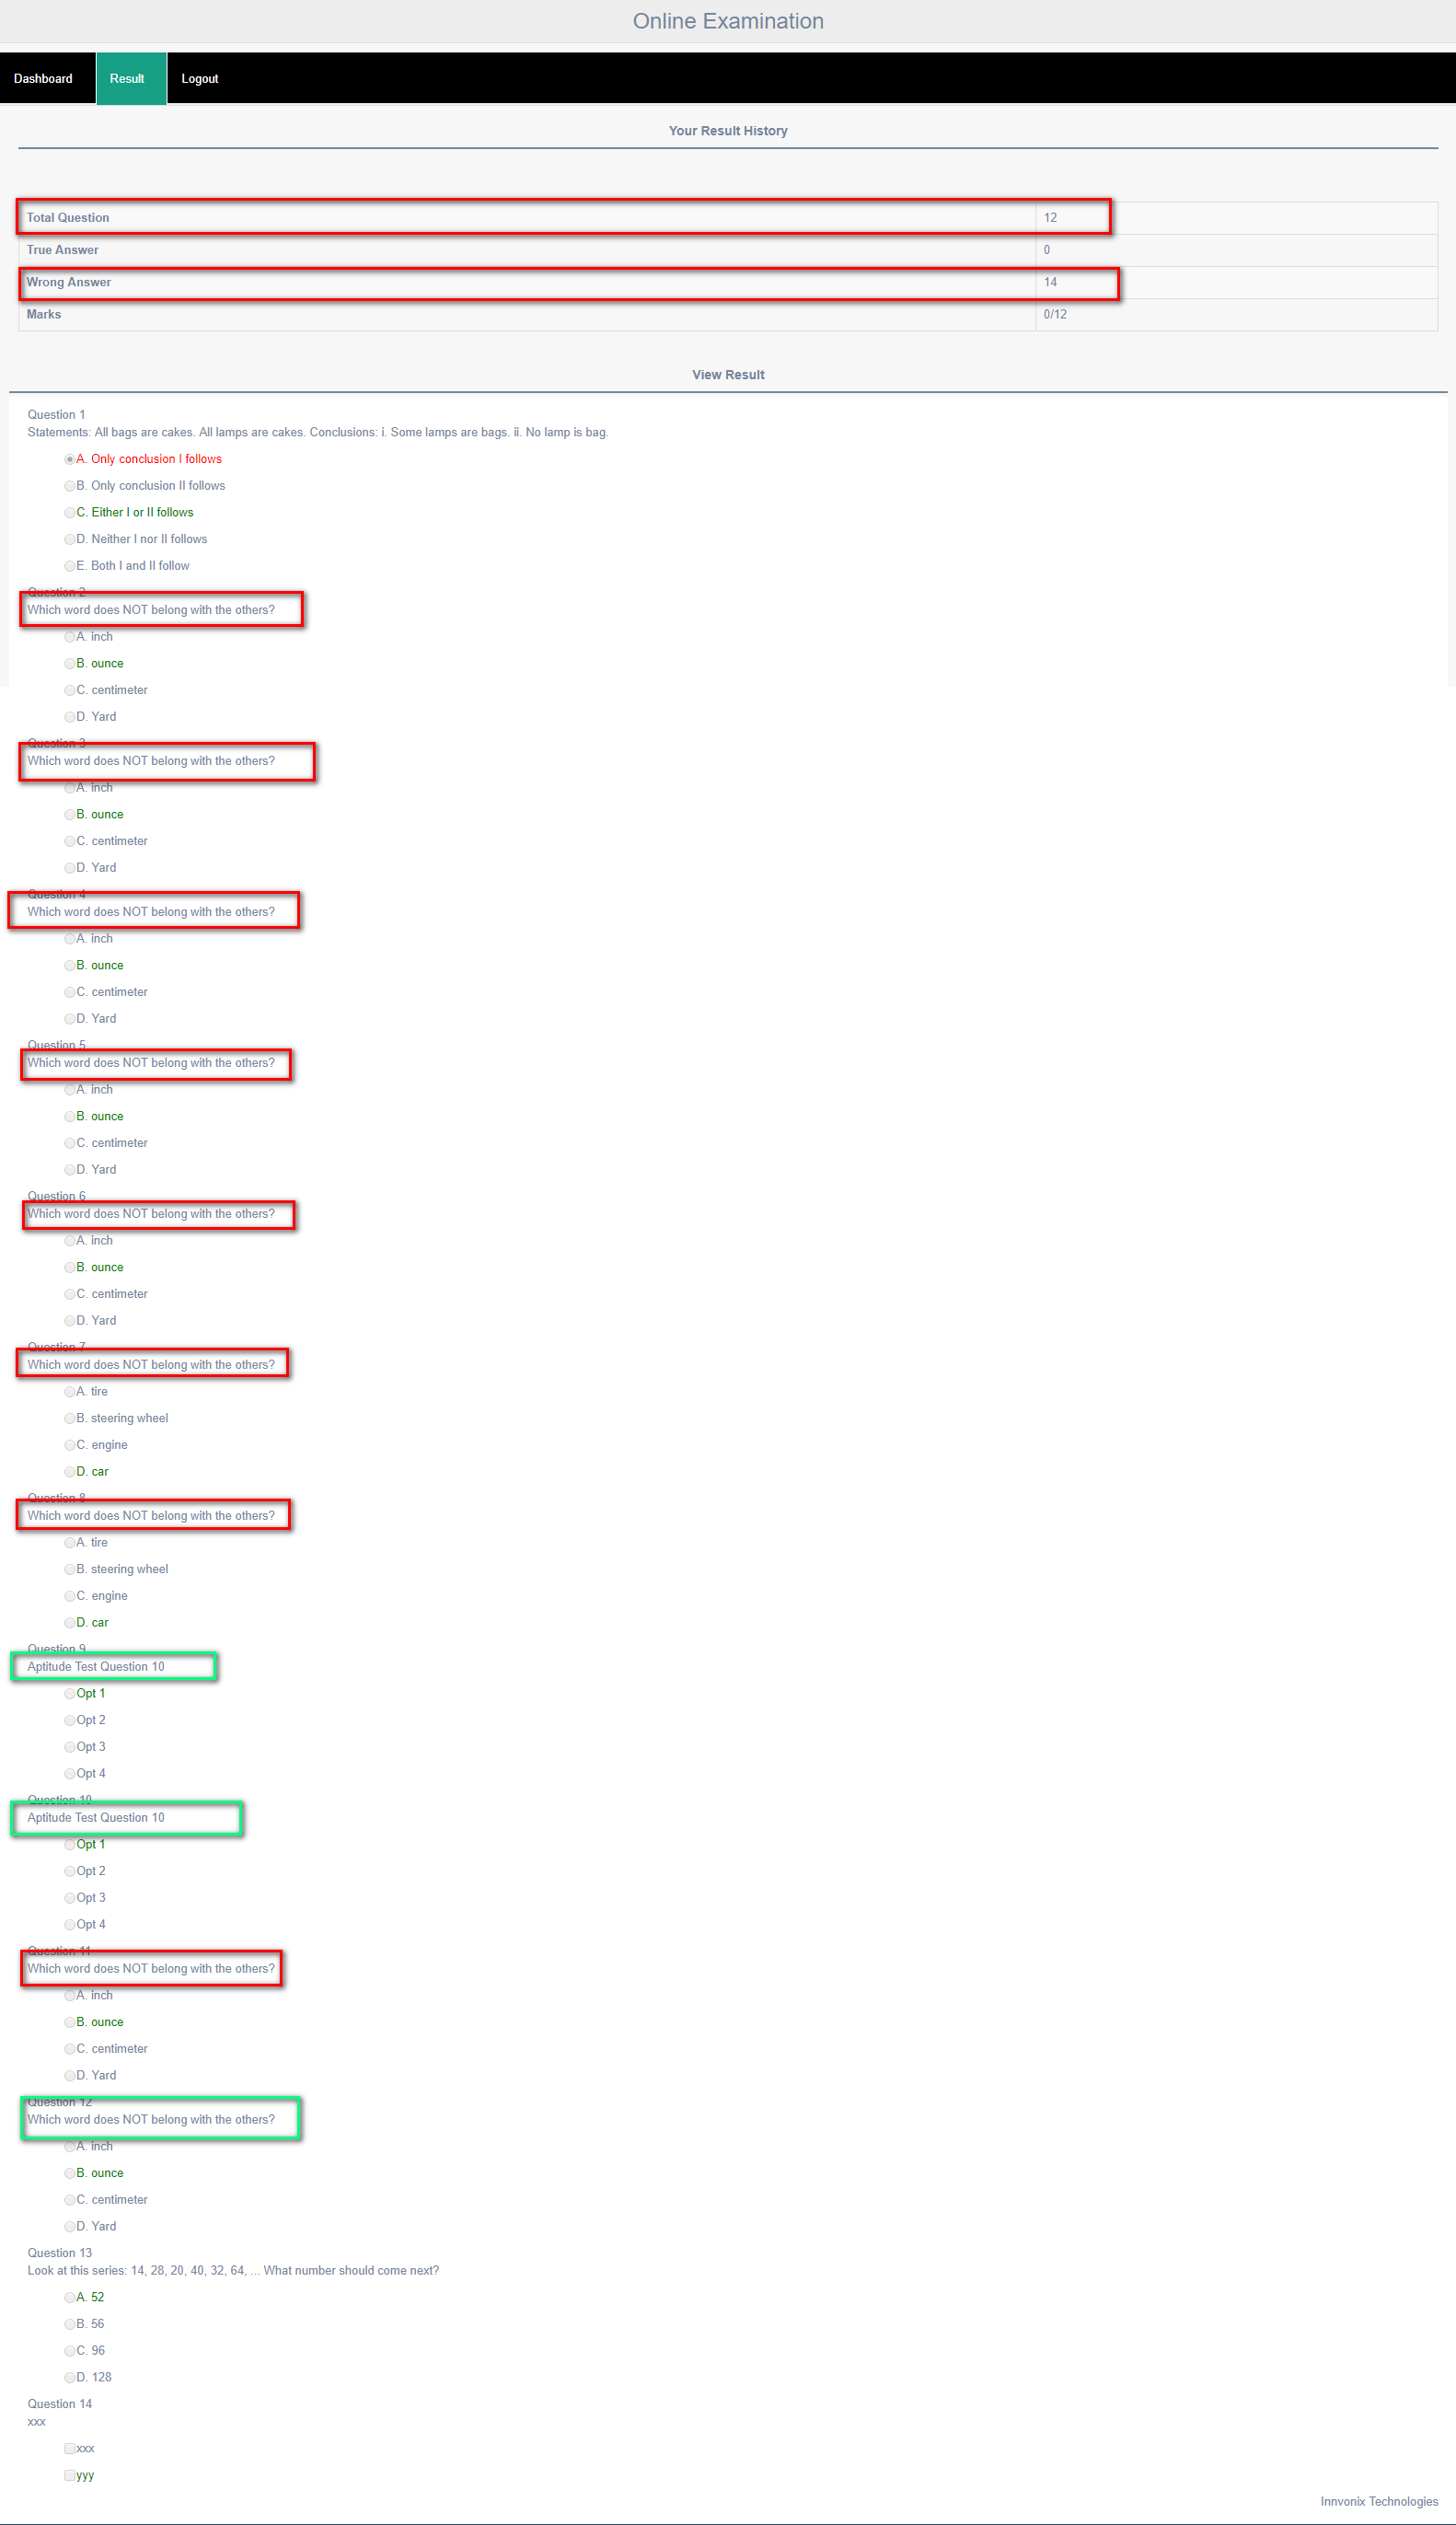 Online Examination
Dashboard Result Logout
Your Result History
Total Question 12
True Answer 0
Wrong Answer 14
Marks 0/12
View Result
Question 1
Statements: All bags are cakes. All lamps are cakes. Conclusions: i. Some lamps are bags. ii. No lamp is bag.
A. Only conclusion I follows
B. Only conclusion II follows
C. Either I or II follows
D. Neither I nor II follows
E. Both I and II follow
Question 2
Which word does NOT belong with the others?
A. inch
B. ounce
C. centimeter
D. Yard
Question 3
Which word does NOT belong with the others?
A. inch
B. ounce
C. centimeter
D. Yard
Question 4
Which word does NOT belong with the others?
A. inch
B. ounce
C. centimeter
D. Yard
Question 5
Which word does NOT belong with the others?
A. inch
B. ounce
C. centimeter
D. Yard
Question 6
Which word does NOT belong with the others?
A. inch
B. ounce
C. centimeter
D. Yard
Question 7
Which word does NOT belong with the others?
A. tire
B. steering wheel
C. engine
D. car
Question 8
Which word does NOT belong with the others?
A. tire
B. steering wheel
C. engine
D. car
Question 9
Aptitude Test Question 10
Opt 1
Opt 2
Opt 3
Opt 4
Question 10
Aptitude Test Question 10
Opt 1
Opt 2
Opt 3
Opt 4
Question 11
Which word does NOT belong with the others?
A. inch
B. ounce
C. centimeter
D. Yard
Question 12
Which word does NOT belong with the others?
A. inch
B. ounce
C. centimeter
D. Yard
Question 13
Look at this series: 14, 28, 20, 40, 32, 64, ... What number should come next?
A. 52
B. 56
C. 96
D. 128
Question 14
xxx
xxx
yyy
Innvonix Technologies